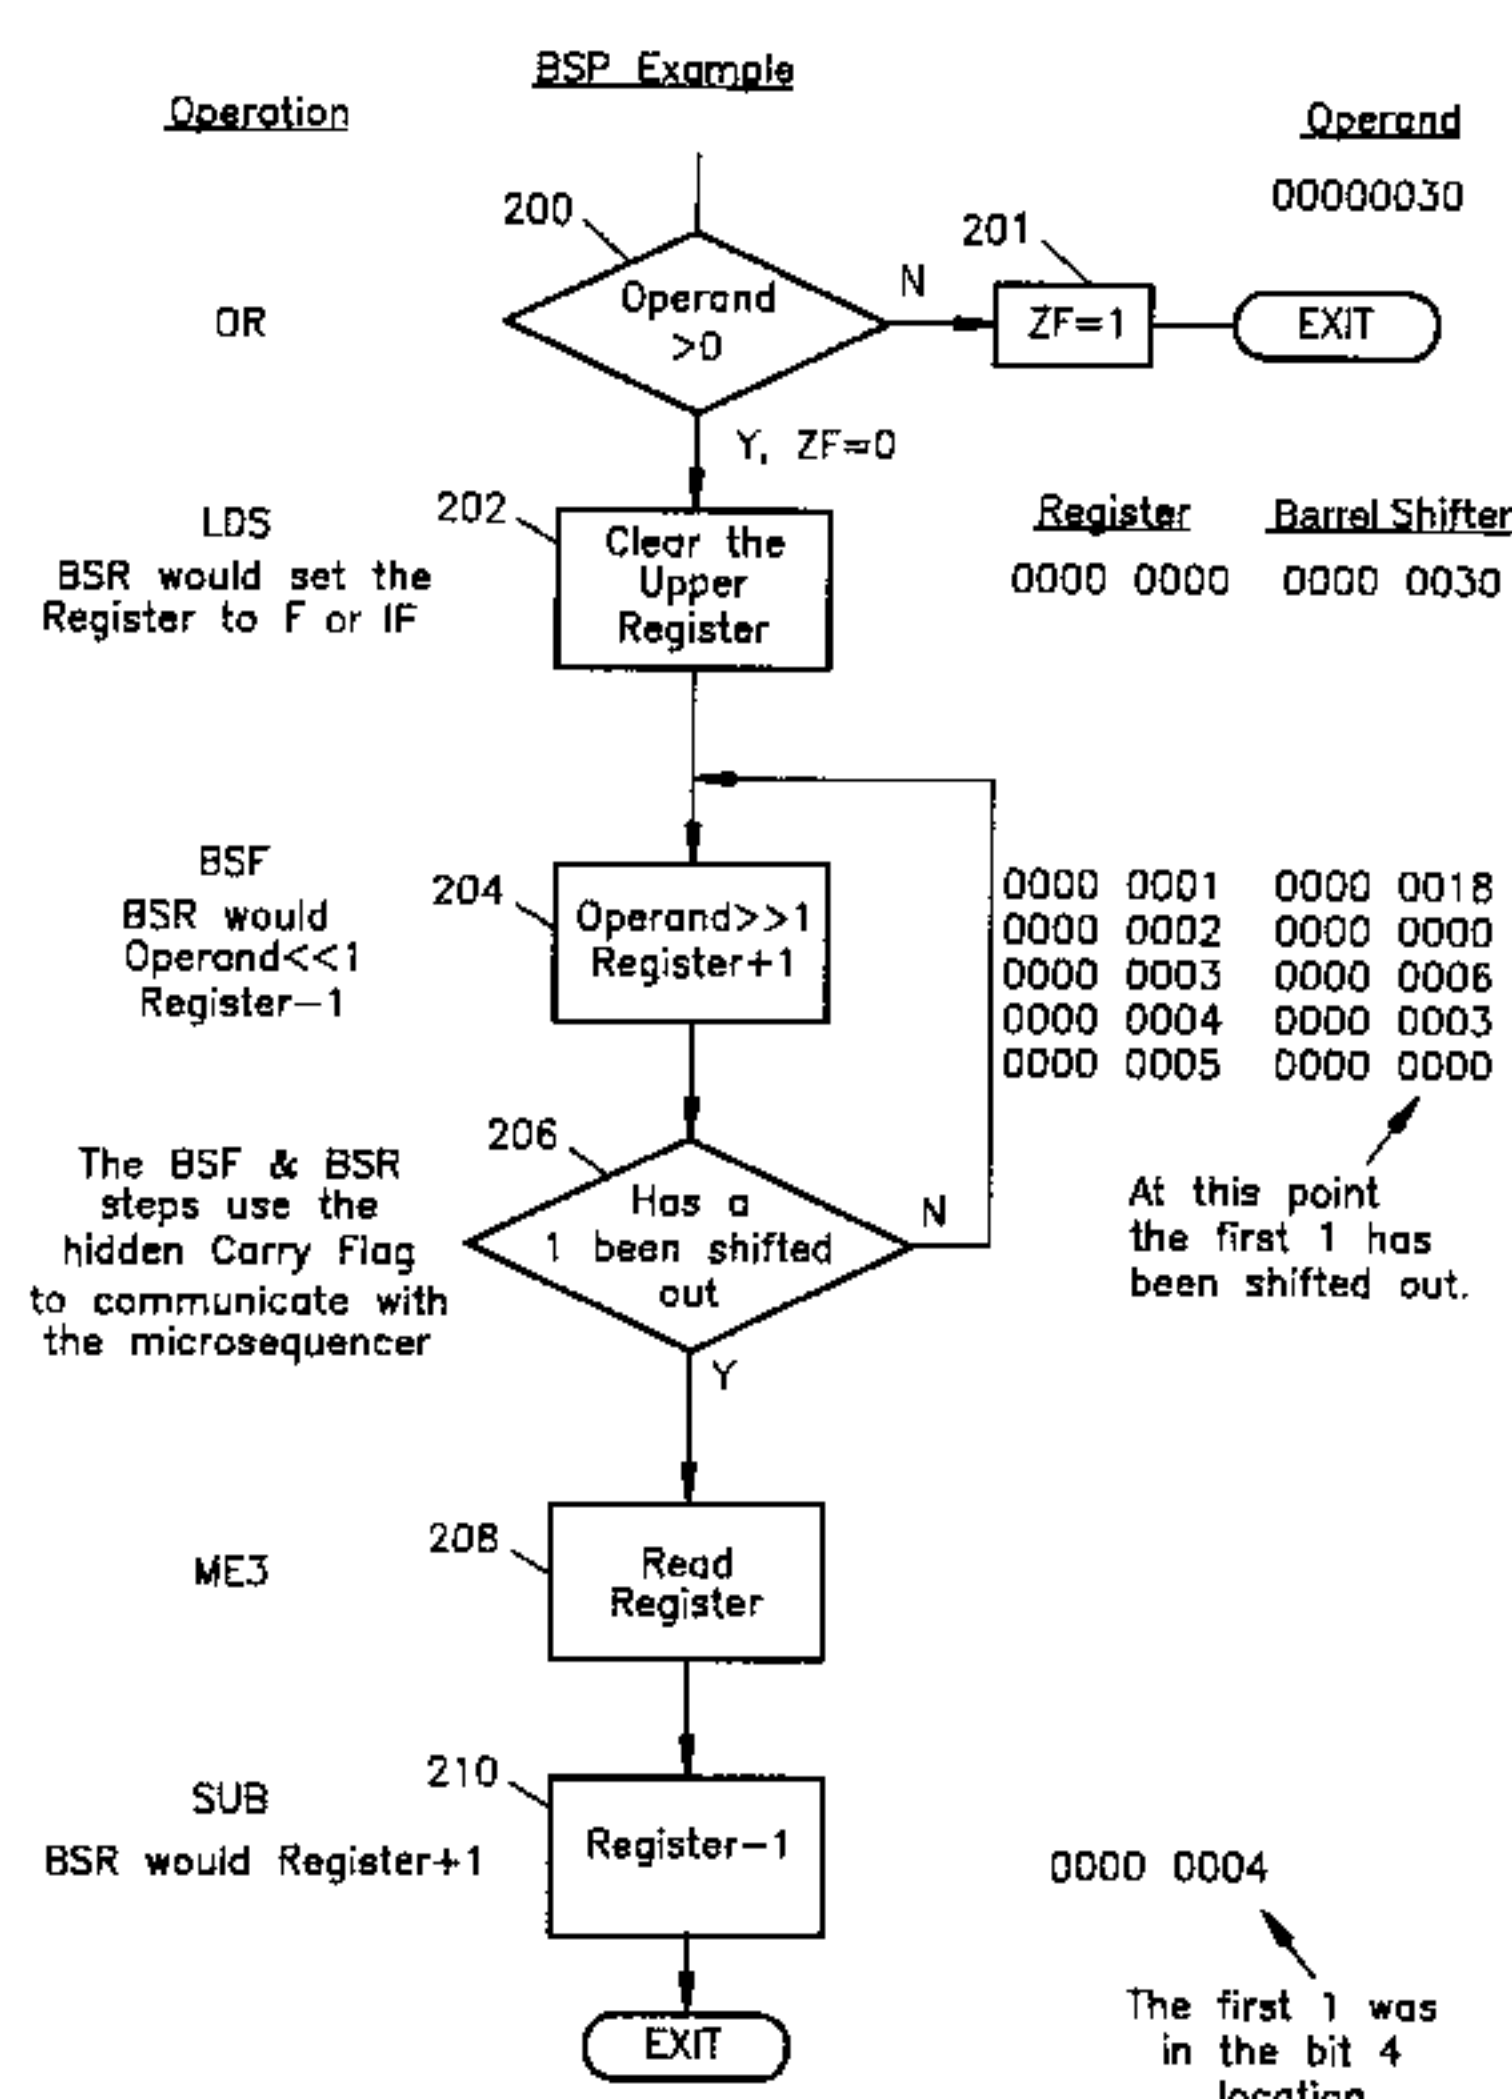 BSP Example
Operation
Operand
00000030
200
201
OR
Operand
>0
N
ZF=1
EXIT
Y, ZF=0
LDS
BSR would set the
Register to F or IF
202
Clear the
Upper
Register
Register
Barrel Shifter
0000 0000
0000 0030
BSF
BSR would
Operand<<1
Register-1
204
Operand>>1
Register+1
0000 0001 0000 0018
0000 0002 0000 0000
0000 0003 0000 0006
0000 0004 0000 0003
0000 0005 0000 0000
The BSF & BSR
steps use the
hidden Carry Flag
to communicate with
the microsequencer
206
Has a
1 been shifted
out
N
Y
At this point
the first 1 has
been shifted out.
ME3
208
Read
Register
SUB
BSR would Register+1
210
Register-1
0000 0004
EXIT
The first 1 was
in the bit 4
location